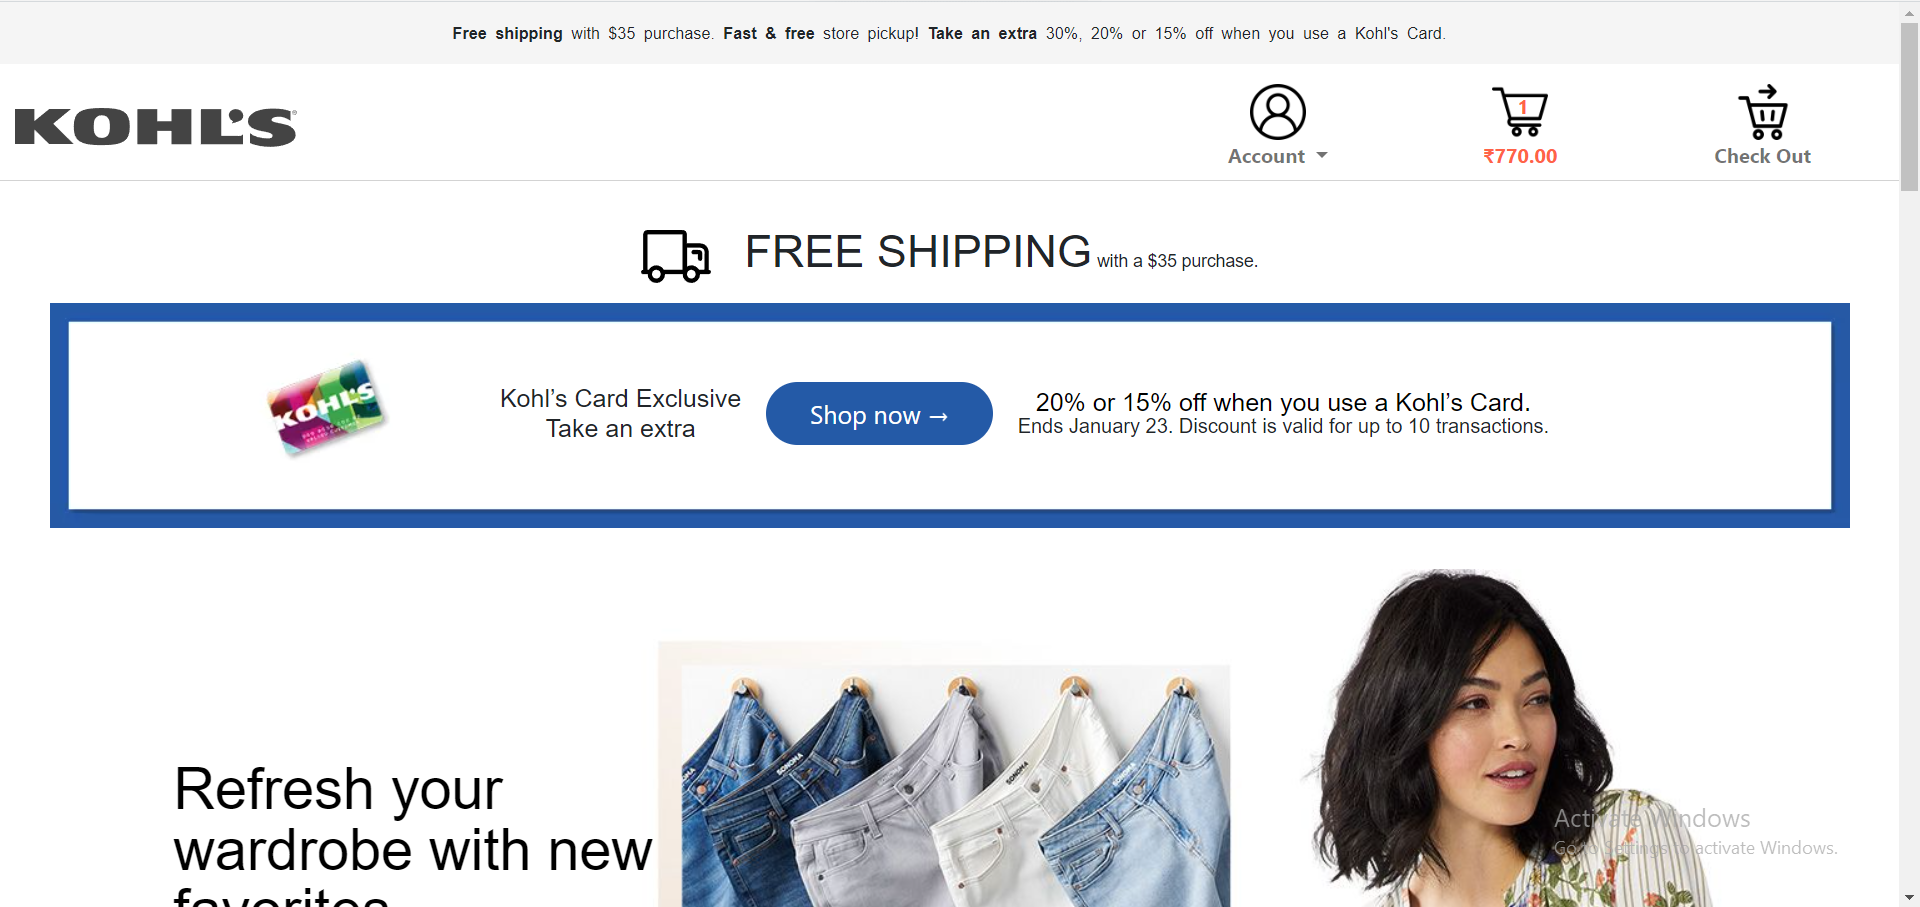 Free shipping with $35 purchase. Fast & free store pickup! Take an extra 30%, 20% or 15% off when you use a Kohl's Card.
KOHL'S
1
Account
₹770.00
Check Out
FREE SHIPPING with a $35 purchase.
KOHL'S
Kohl’s Card Exclusive
Take an extra
Shop now →
20% or 15% off when you use a Kohl’s Card.
Ends January 23. Discount is valid for up to 10 transactions.
SONOMA
SONOMA
SONOMA
Refresh your
wardrobe with new
favorites
Activate Windows
Go to Settings to activate Windows.